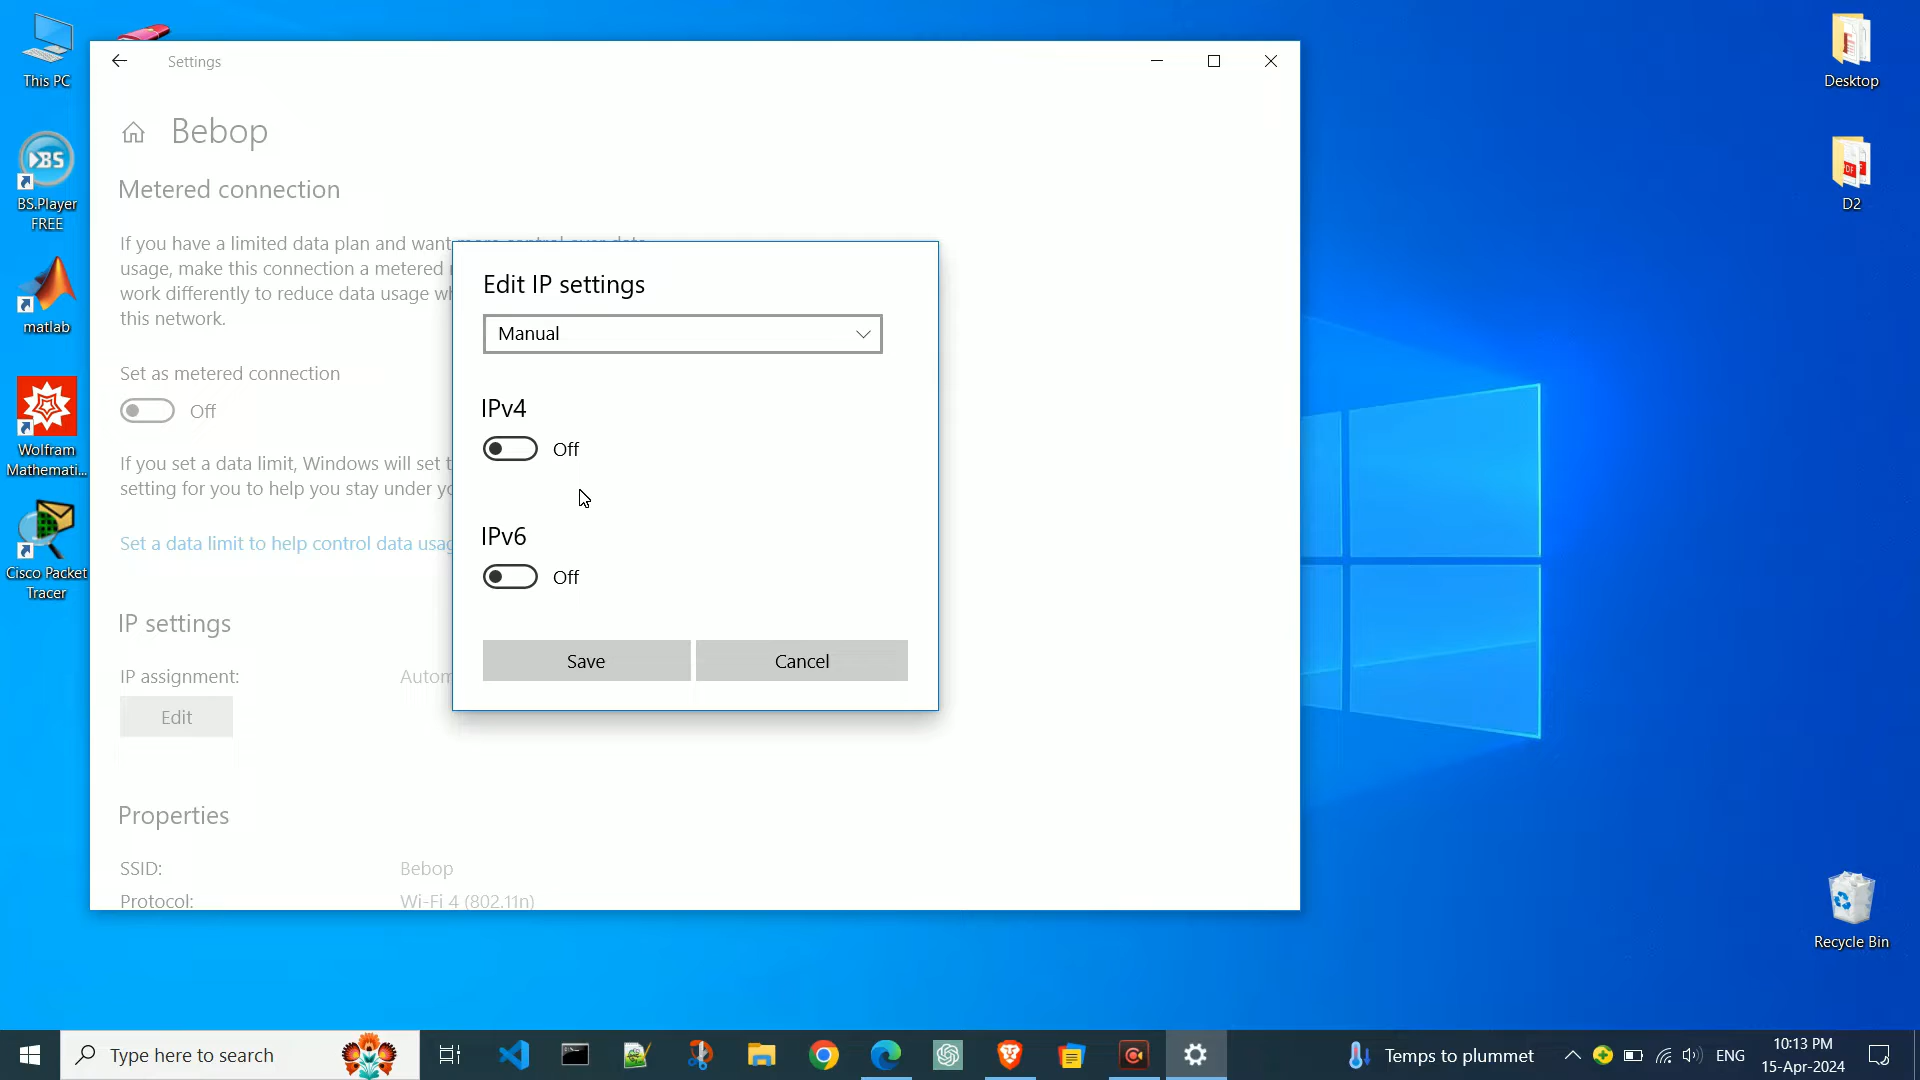 This PC
BS.Player
FREE
matlab
Wolfram
Mathemati...
Cisco Packet
Tracer
Settings
Bebop
Metered connection
If you have a limited data plan and want more control over data
usage, make this connection a metered
work differently to reduce data usage
this network.
Set as metered connection
Off
If you set a data limit, Windows will set
setting for you to help you stay under
Set a data limit to help control data usag
IP settings
IP assignment:
Autom
Edit
Properties
SSID:
Bebop
Protocol:
Wi-Fi 4 (802.11n)
Edit IP settings
Manual
IPv4
Off
IPv6
Off
Save
Cancel
Desktop
PDF
D2
Recycle Bin
Type here to search
Temps to plummet
ENG
10:13 PM
15-Apr-2024